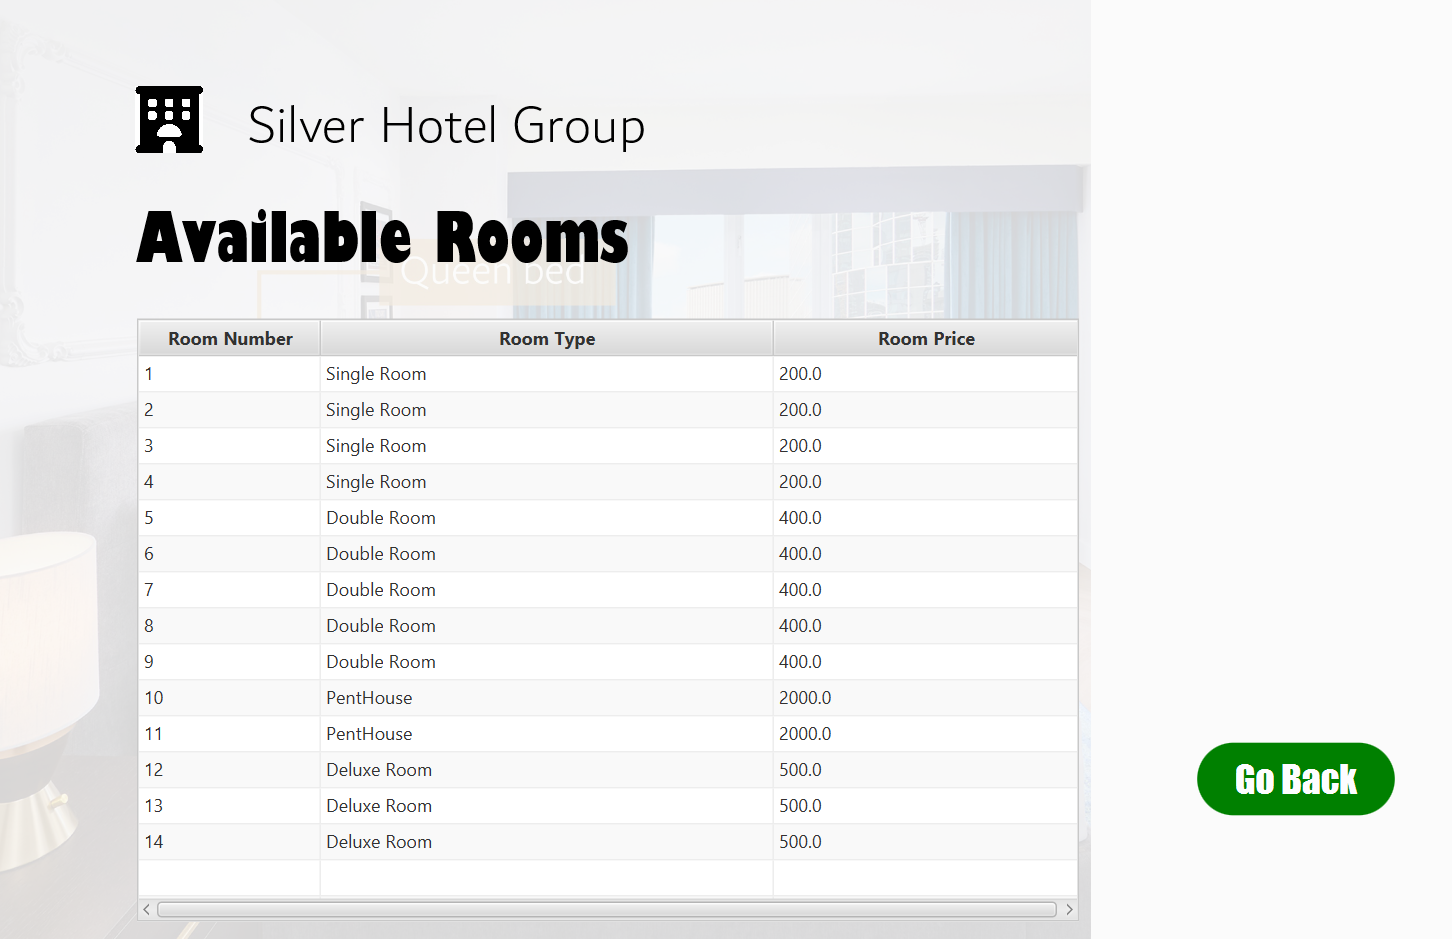 Silver Hotel Group
Available Rooms
Queen bed
Room Number Room Type Room Price
1 Single Room 200.0
2 Single Room 200.0
3 Single Room 200.0
4 Single Room 200.0
5 Double Room 400.0
6 Double Room 400.0
7 Double Room 400.0
8 Double Room 400.0
9 Double Room 400.0
10 PentHouse 2000.0
11 PentHouse 2000.0
12 Deluxe Room 500.0
13 Deluxe Room 500.0
14 Deluxe Room 500.0
Go Back